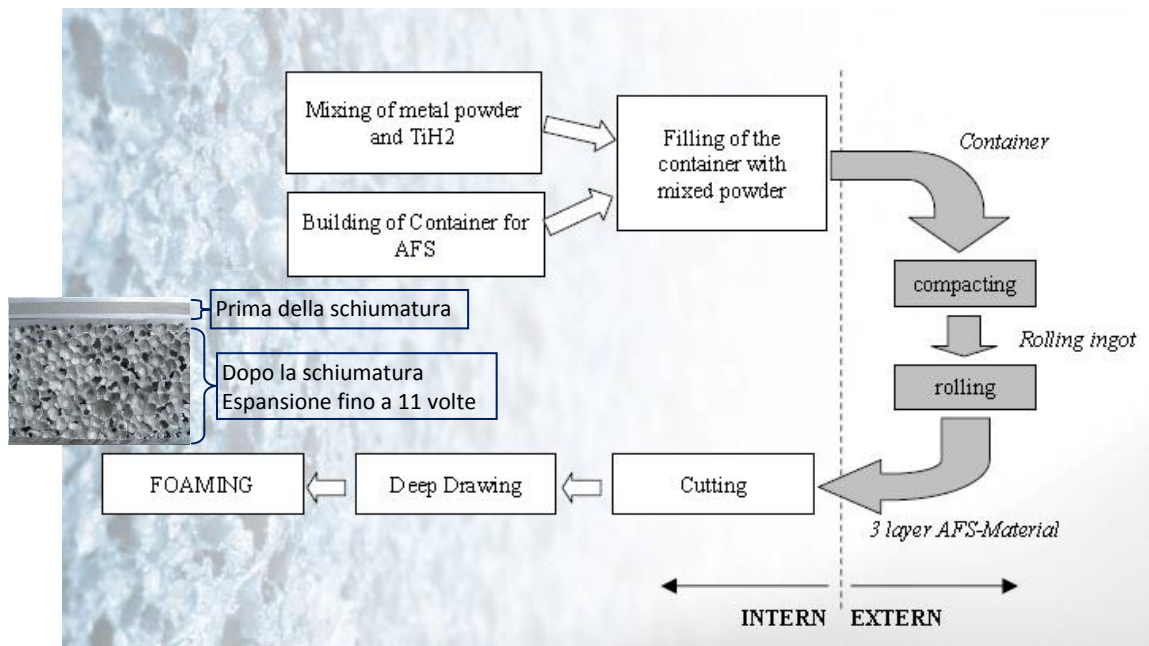 Mixing of metal powder
and TiH2
Filling of the
container with
mixed powder
Container
Building of Container for
AFS
compacting
Prima della schiumatura
Rolling ingot
Dopo la schiumatura
Espansione fino a 11 volte
rolling
FOAMING
Deep Drawing
Cutting
3 layer AFS-Material
INTERN
EXTERN